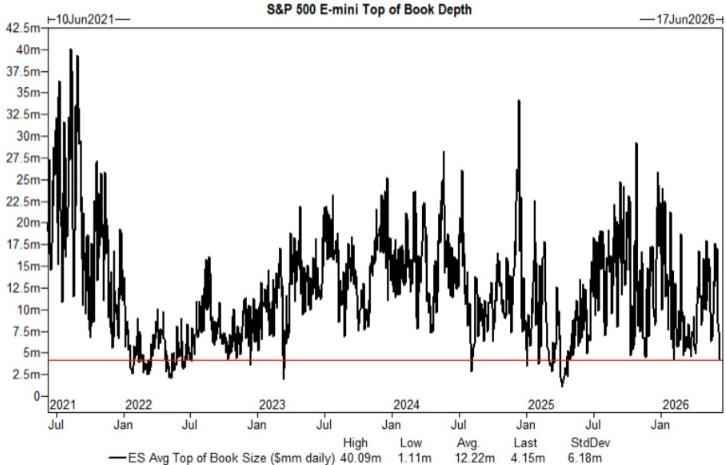 S&P 500 E-mini Top of Book Depth
10Jun2021 17Jun2026
42.5m
40m
37.5m
35m
32.5m
30m
27.5m
25m
22.5m
20m
17.5m
15m
12.5m
10m
7.5m
5m
2.5m
0
2021 2022 2023 2024 2025 2026
Jul Jan Jul Jan Jul Jan Jul Jan Jul Jan
High Low Avg. Last StdDev
ES Avg Top of Book Size ($mm daily) 40.09m 1.11m 12.22m 4.15m 6.18m